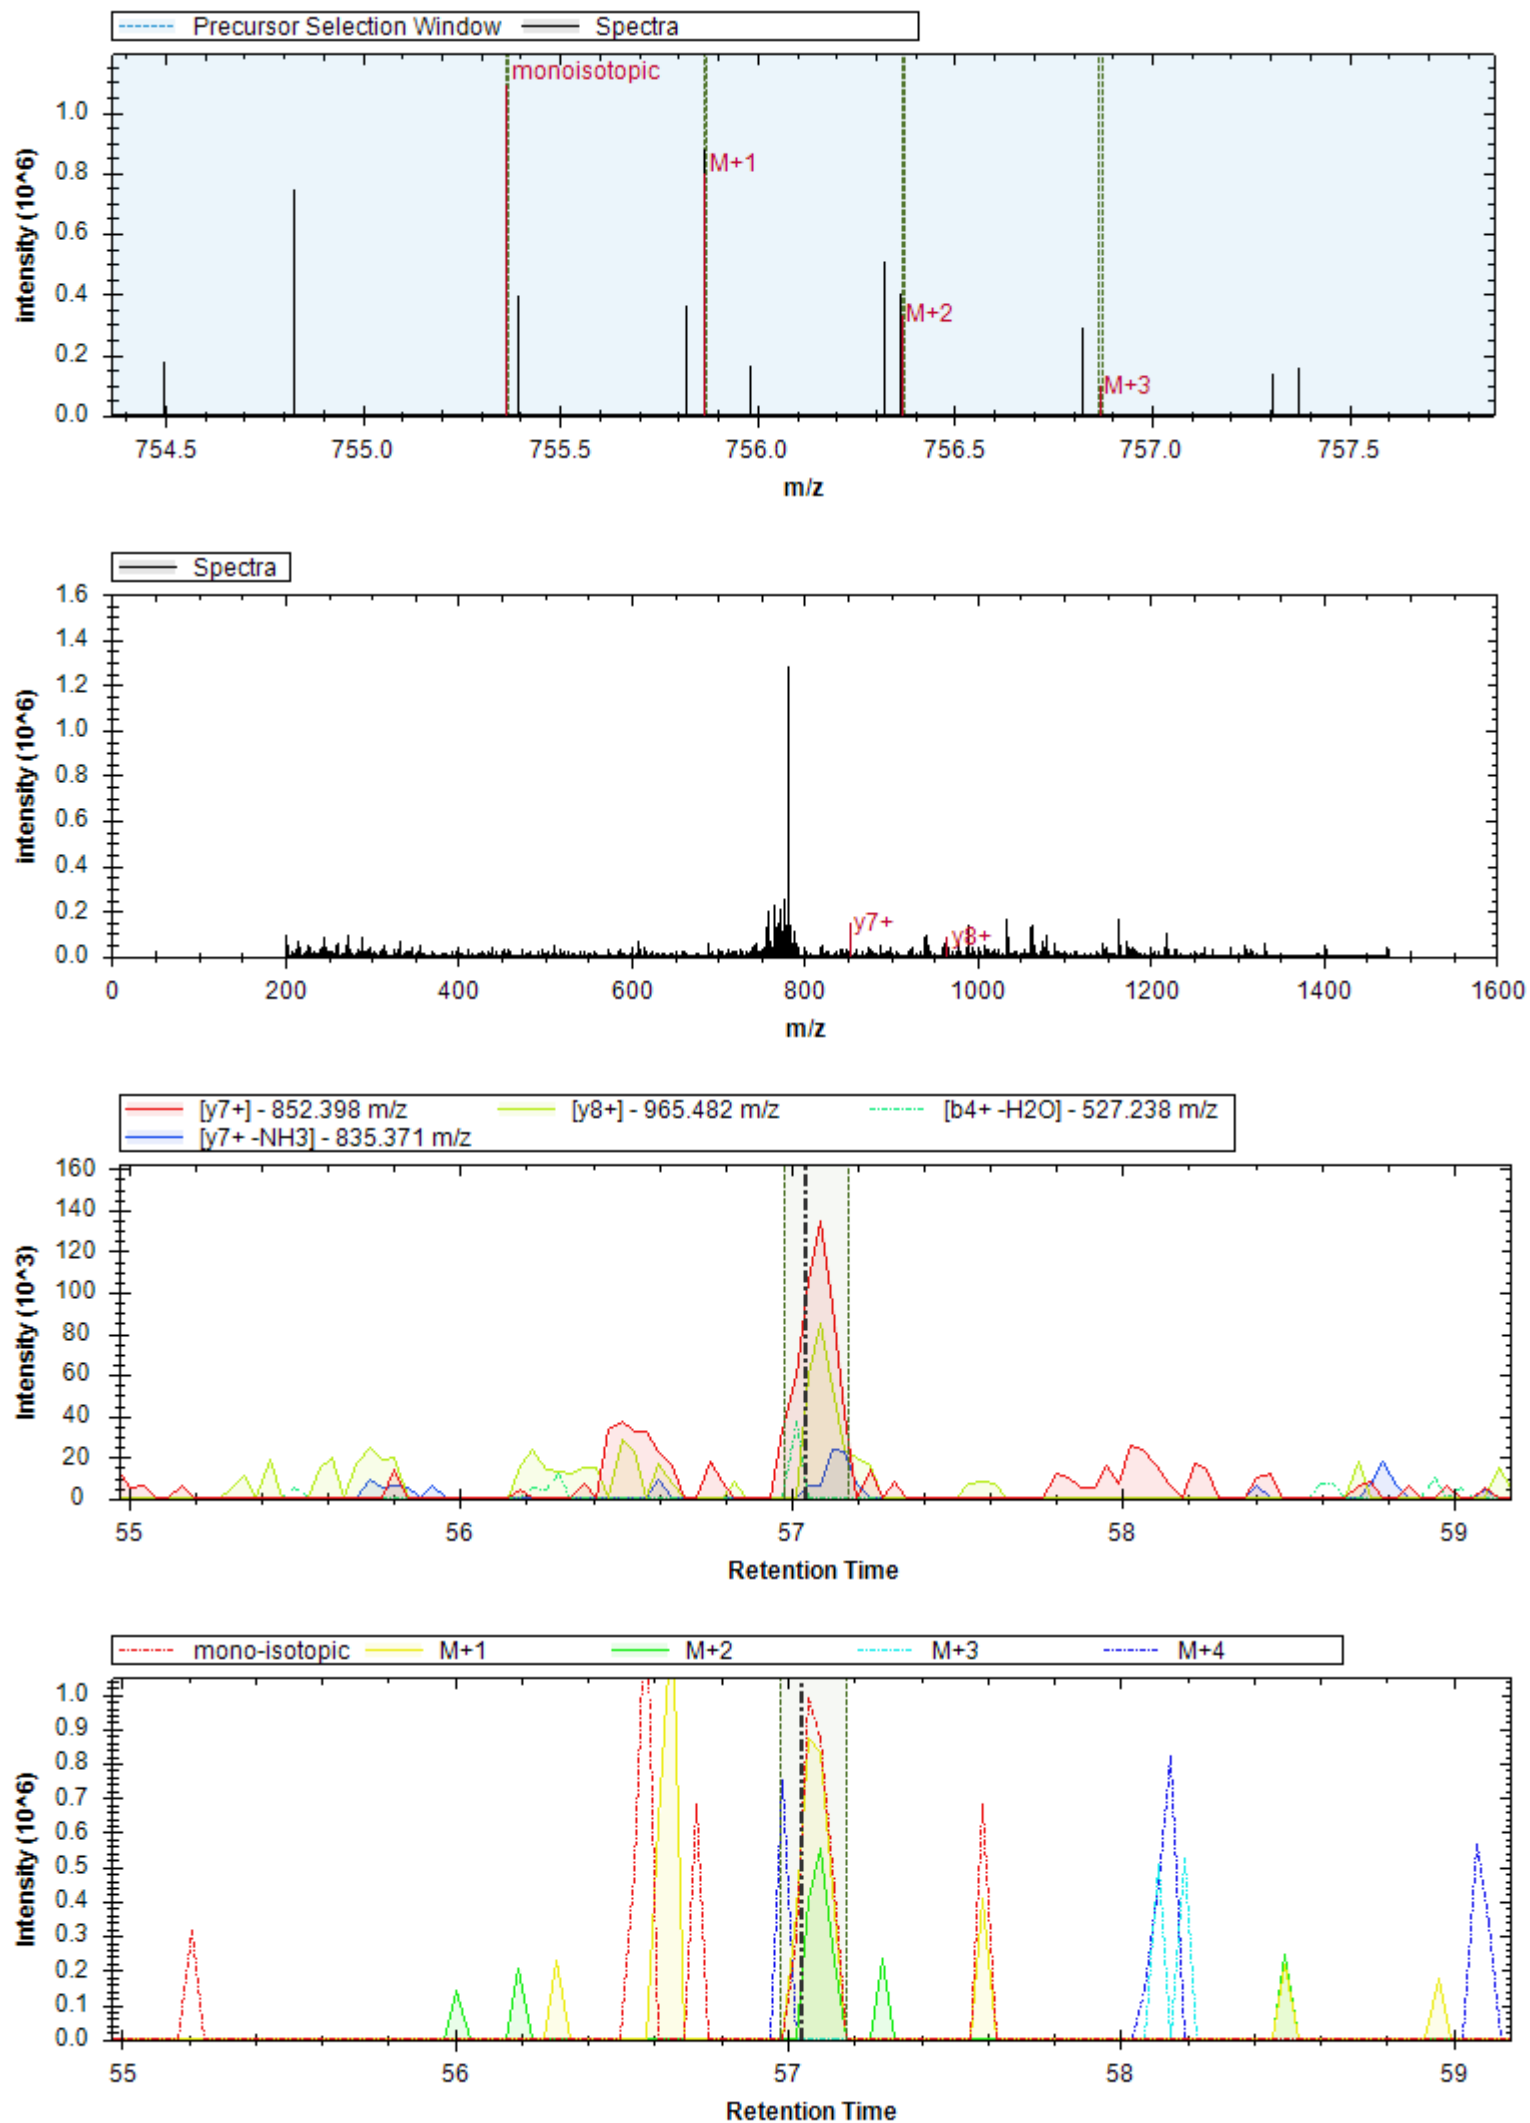 Precursor Selection Window Spectra
monoisotopic
1.0
M+1
0.8
0.6
0.4
M+2
0.2
M+3
0.0
intensity (10^6)
754.5 755.0 755.5 756.0 756.5 757.0 757.5
m/z
Spectra
1.6
1.4
1.2
1.0
0.8
0.6
0.4
0.2
y7+
y8+
0.0
intensity (10^6)
0 200 400 600 800 1000 1200 1400 1600
m/z
[y7+] - 852.398 m/z [y8+] - 965.482 m/z [b4+ -H2O] - 527.238 m/z
[y7+ -NH3] - 835.371 m/z
160
140
120
100
80
60
40
20
0
Intensity (10^3)
55 56 57 58 59
Retention Time
mono-isotopic M+1 M+2 M+3 M+4
1.0
0.9
0.8
0.7
0.6
0.5
0.4
0.3
0.2
0.1
0.0
Intensity (10^6)
55 56 57 58 59
Retention Time